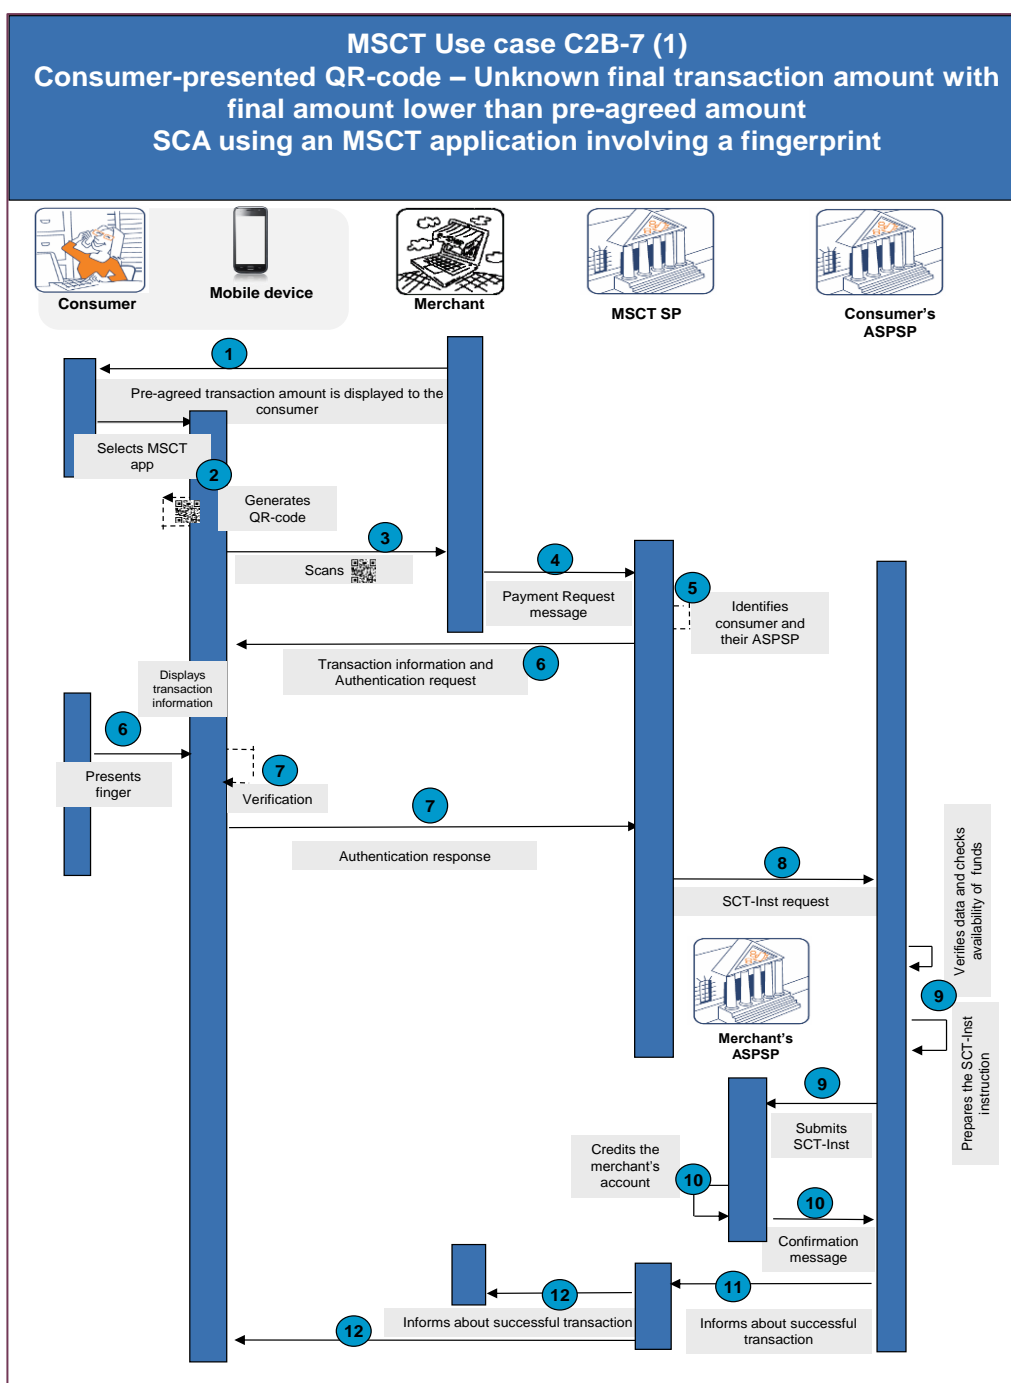 MSCT Use case C2B-7 (1)
Consumer-presented QR-code – Unknown final transaction amount with
final amount lower than pre-agreed amount
SCA using an MSCT application involving a fingerprint
Consumer
Mobile device
Merchant
MSCT SP
Consumer's
ASPSP
1
Pre-agreed transaction amount is displayed to the
consumer
Selects MSCT
app
2
Generates
QR-code
3
Scans
4
Payment Request
message
5
Identifies
consumer and
their ASPSP
6
Transaction information and
Authentication request
Displays
transaction
information
6
Presents
finger
7
Verification
7
Authentication response
8
SCT-Inst request
Verifies data and checks
availability of funds
9
Prepares the SCT-Inst
instruction
Merchant's
ASPSP
9
Submits
SCT-Inst
Credits the
merchant's
account
10
10
Confirmation
message
11
Informs about successful
transaction
12
Informs about successful transaction
12